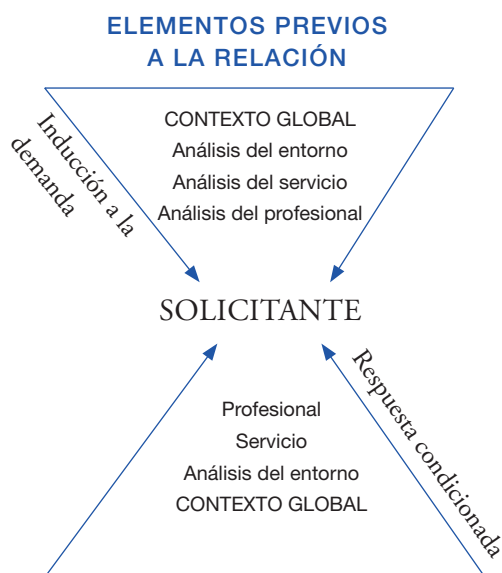 ELEMENTOS PREVIOS
A LA RELACIÓN
CONTEXTO GLOBAL
Análisis del entorno
Análisis del servicio
Análisis del profesional
Inducción a la
demanda
SOLICITANTE
Profesional
Servicio
Análisis del entorno
CONTEXTO GLOBAL
Respuesta condicionada